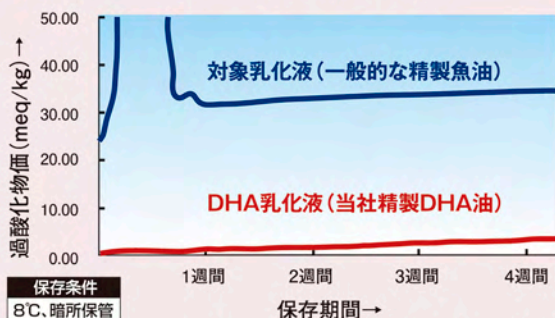 過酸化物価(meq/kg)→
50.00
40.00
30.00
20.00
10.00
0.00
対象乳化液(一般的な精製魚油)
DHA乳化液(当社精製DHA油)
1週間
2週間
3週間
4週間
保存期間→
保存条件
8℃、暗所保管